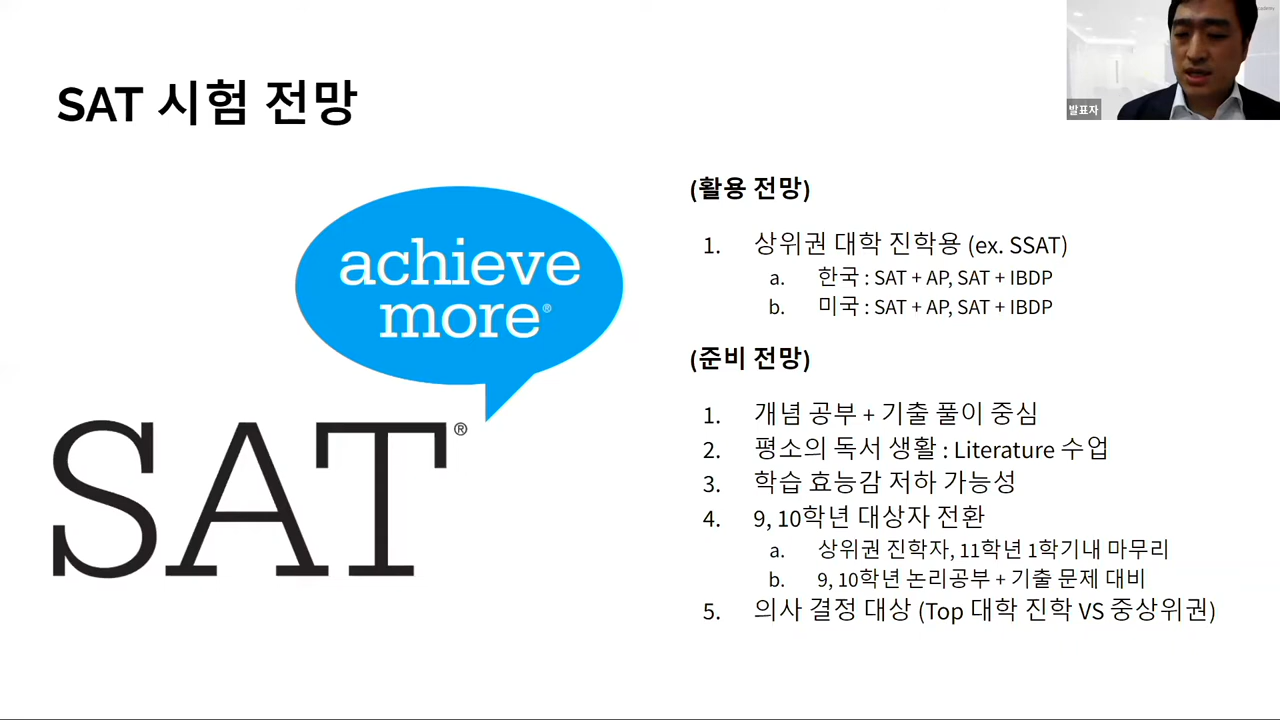 SAT 시험 전망
ademy
발표자
achieve
more®
SAT®
(활용 전망)
1. 상위권 대학 진학용 (ex. SSAT)
a. 한국 : SAT + AP, SAT + IBDP
b. 미국 : SAT + AP, SAT + IBDP
(준비 전망)
1. 개념 공부 + 기출 풀이 중심
2. 평소의 독서 생활 : Literature 수업
3. 학습 효능감 저하 가능성
4. 9, 10학년 대상자 전환
a. 상위권 진학자, 11학년 1학기내 마무리
b. 9, 10학년 논리공부 + 기출 문제 대비
5. 의사 결정 대상 (Top 대학 진학 VS 중상위권)